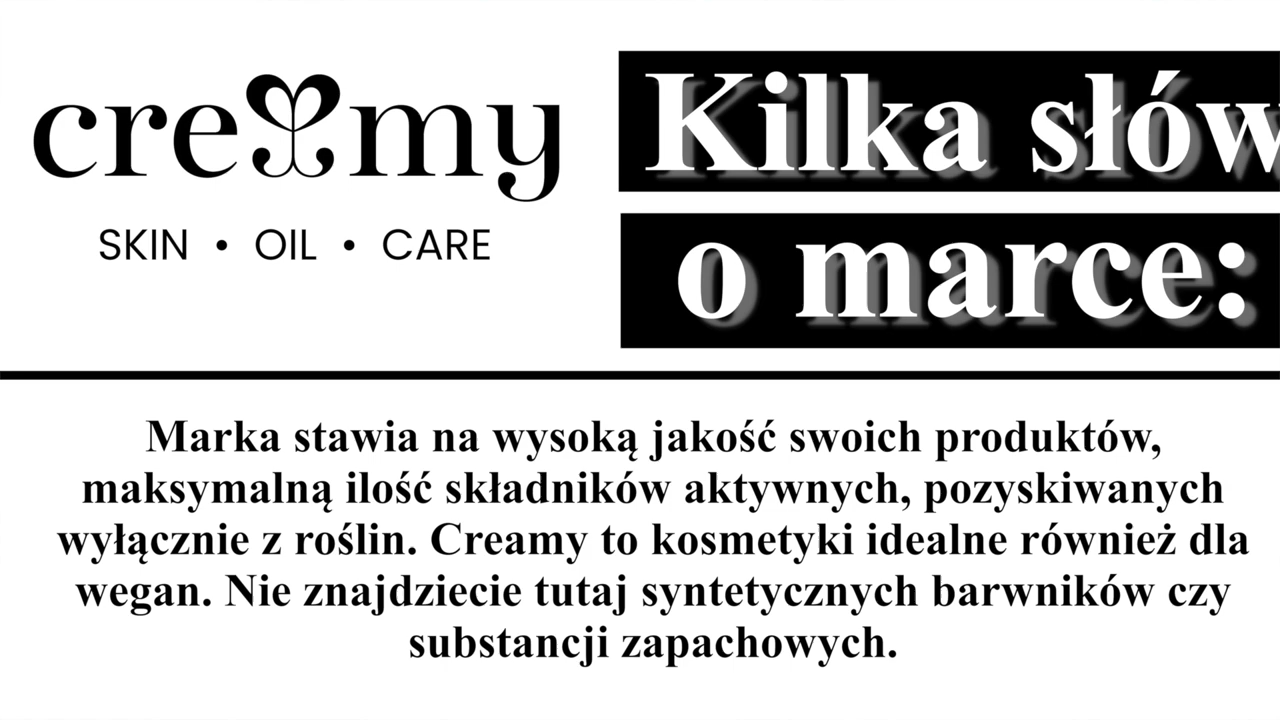 creamy
SKIN • OIL • CARE
Kilka słów
o marce:
Marka stawia na wysoką jakość swoich produktów,
maksymalną ilość składników aktywnych, pozyskiwanych
wyłącznie z roślin. Creamy to kosmetyki idealne również dla
wegan. Nie znajdziecie tutaj syntetycznych barwników czy
substancji zapachowych.